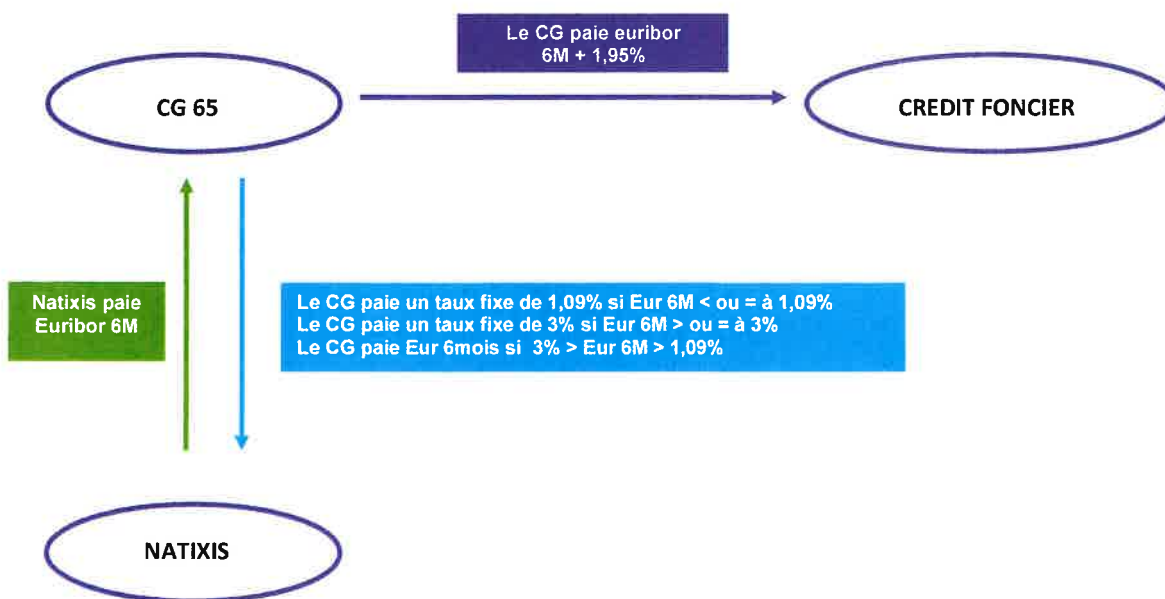 Le CG paie euribor
6M + 1,95%
CG 65
CREDIT FONCIER
Natixis paie
Euribor 6M
Le CG paie un taux fixe de 1,09% si Eur 6M < ou = à 1,09%
Le CG paie un taux fixe de 3% si Eur 6M > ou = à 3%
Le CG paie Eur 6mois si 3% > Eur 6M > 1,09%
NATIXIS